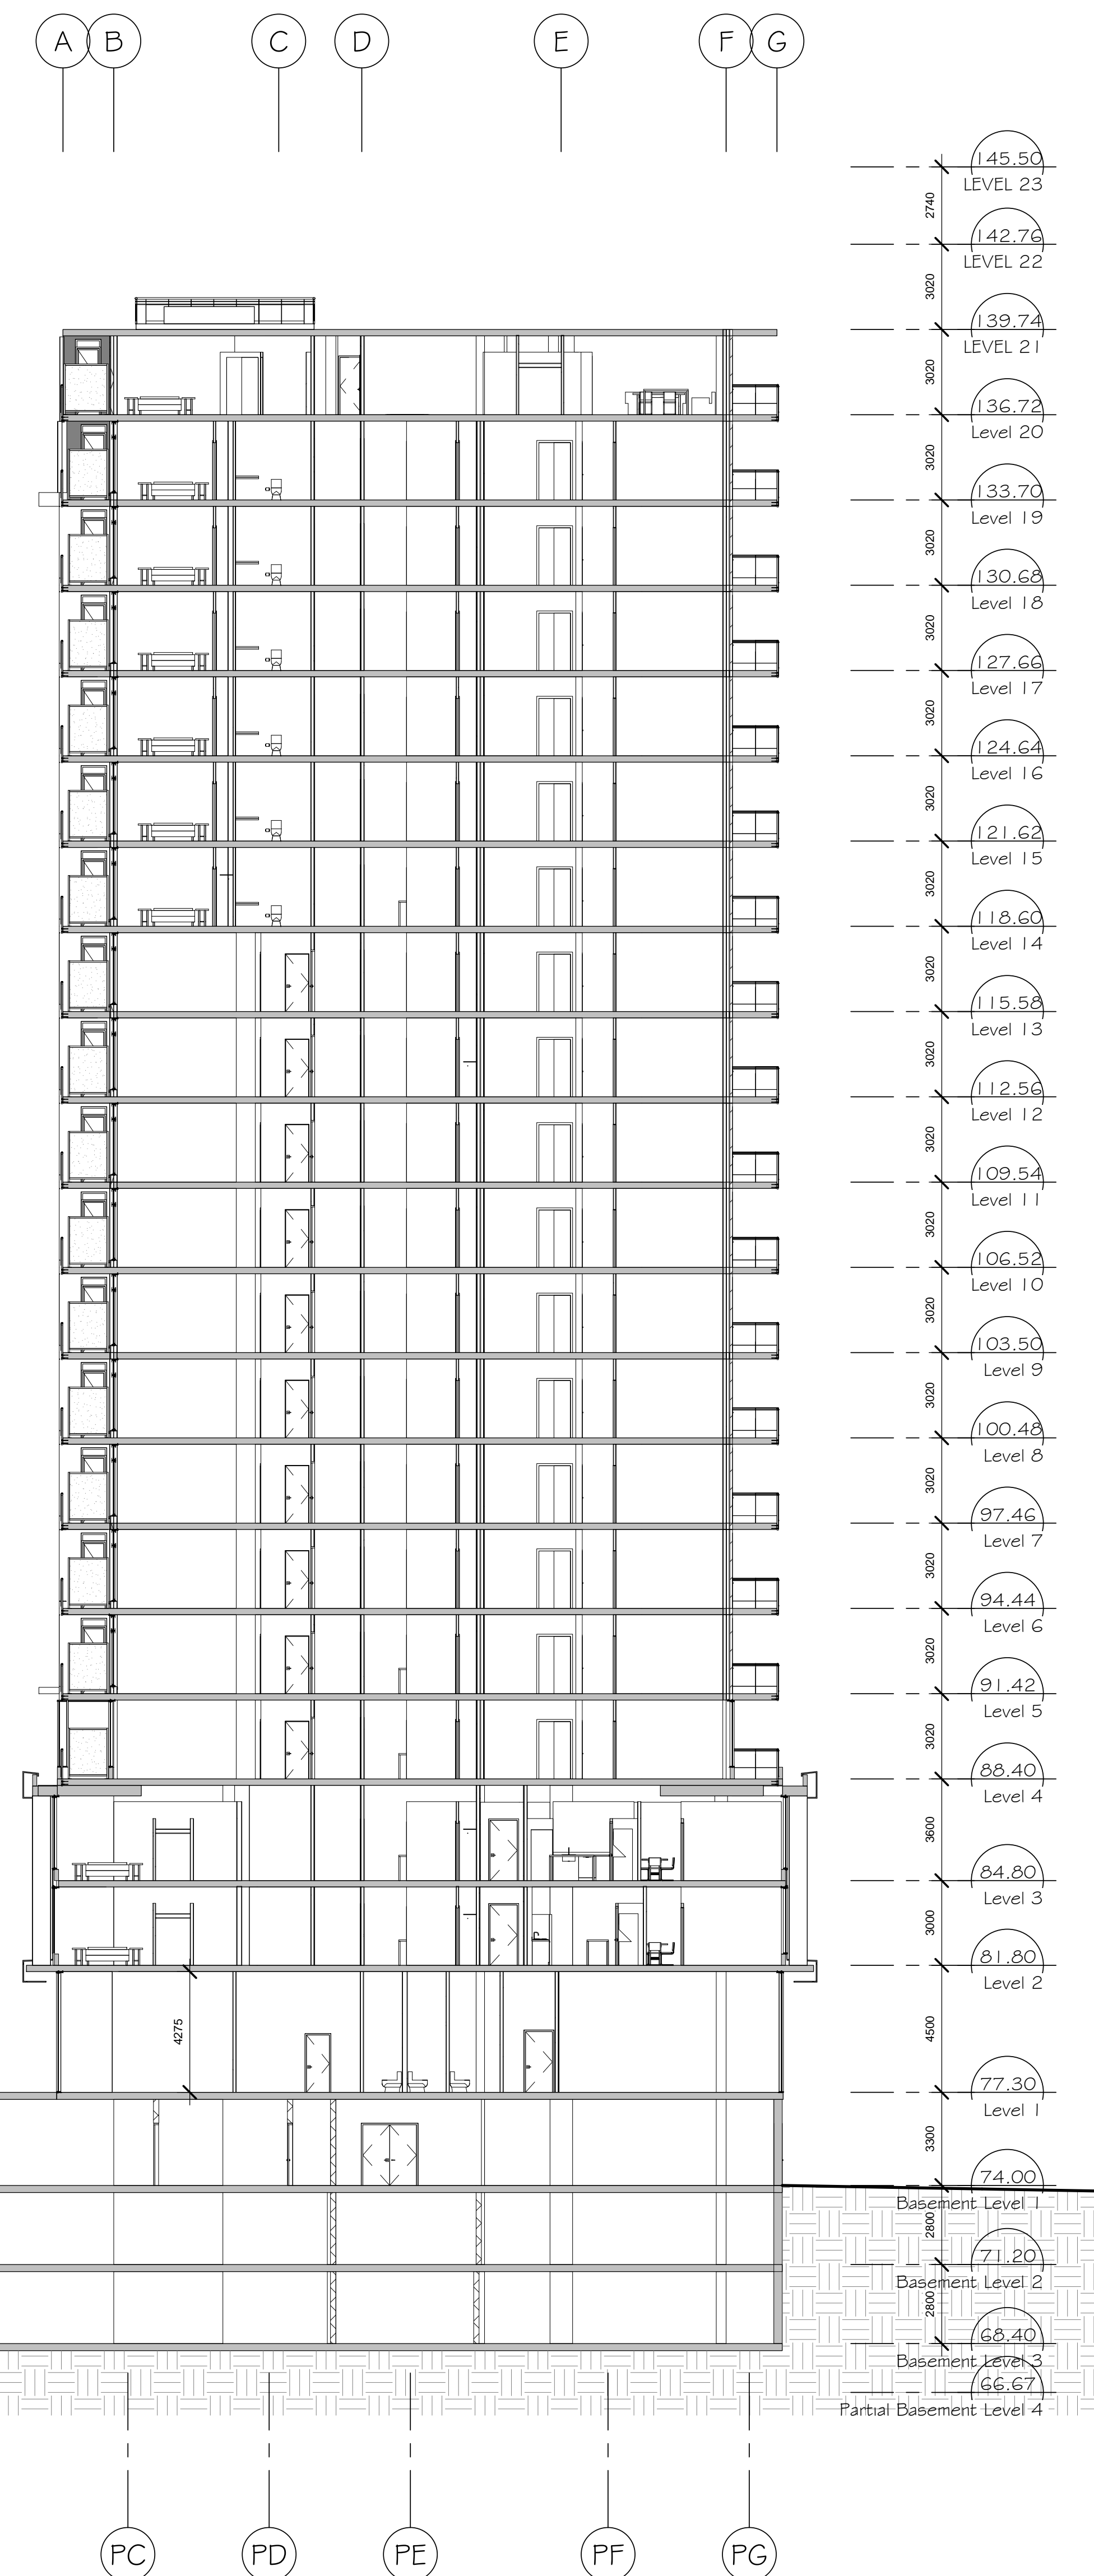 A B C D E F G
145.50
LEVEL 23
2740
142.76
LEVEL 22
3020
139.74
LEVEL 21
3020
136.72
Level 20
3020
133.70
Level 19
3020
130.68
Level 18
3020
127.66
Level 17
3020
124.64
Level 16
3020
121.62
Level 15
3020
118.60
Level 14
3020
115.58
Level 13
3020
112.56
Level 12
3020
109.54
Level 11
3020
106.52
Level 10
3020
103.50
Level 9
3020
100.48
Level 8
3020
97.46
Level 7
3020
94.44
Level 6
3020
91.42
Level 5
3020
88.40
Level 4
3600
84.80
Level 3
3000
81.80
Level 2
4275
4500
77.30
Level 1
3300
74.00
Basement Level 1
2800
71.20
Basement Level 2
2800
68.40
Basement Level 3
66.67
Partial Basement Level 4
PC PD PE PF PG